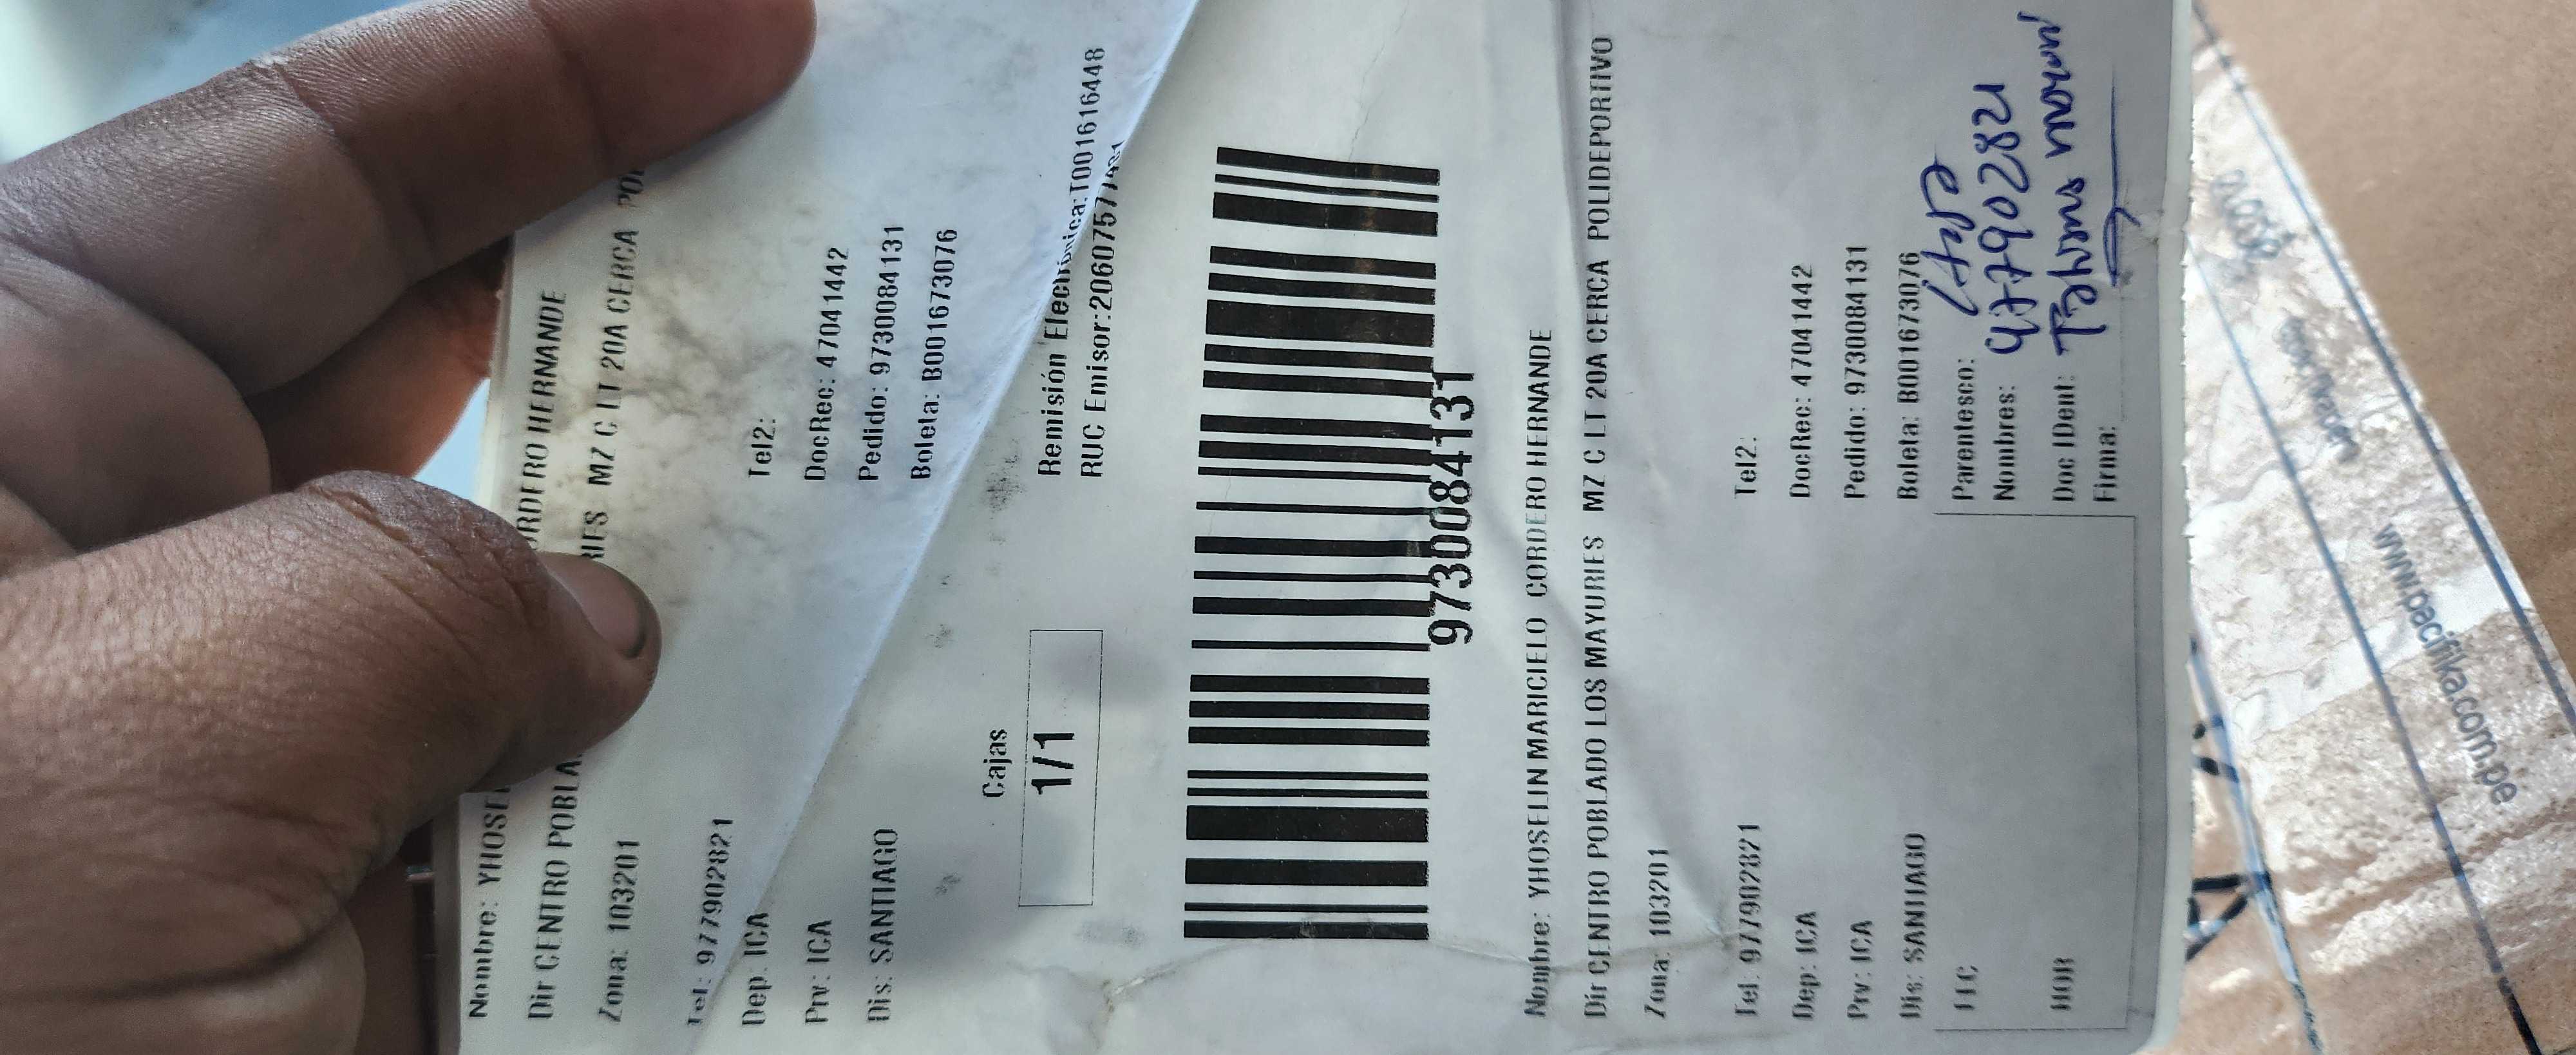 Nombre: YHOSEL ORDERO HERNANDE
Dir CENTRO POBLA RIES MZ C LT 20A CERCA POL
Zona: 103201
Tel: 977902821
Tel2:
Dep: ICA
DocRec: 47041442
Prv: ICA
Pedido: 9730084131
Dis: SANTIAGO
Boleta: B001673076
Cajas
1/1
Remisión Electrónica:T001616448
RUC Emisor:20607577431
9730084131
Nombre: YHOSELIN MARICIELO CORDERO HERNANDE
Dir CENTRO POBLADO LOS MAYURIES MZ C LT 20A CERCA POLIDEPORTIVO
Zona: 103201
Tel: 977902821
Tel2:
Dep: ICA
DocRec: 47041442
Prv: ICA
Pedido: 9730084131
Dis: SANTIAGO
Boleta: B001673076
Parentesco:
Nombres:
Doc IDent:
Firma:
HOR
www.pacifika.com.pe